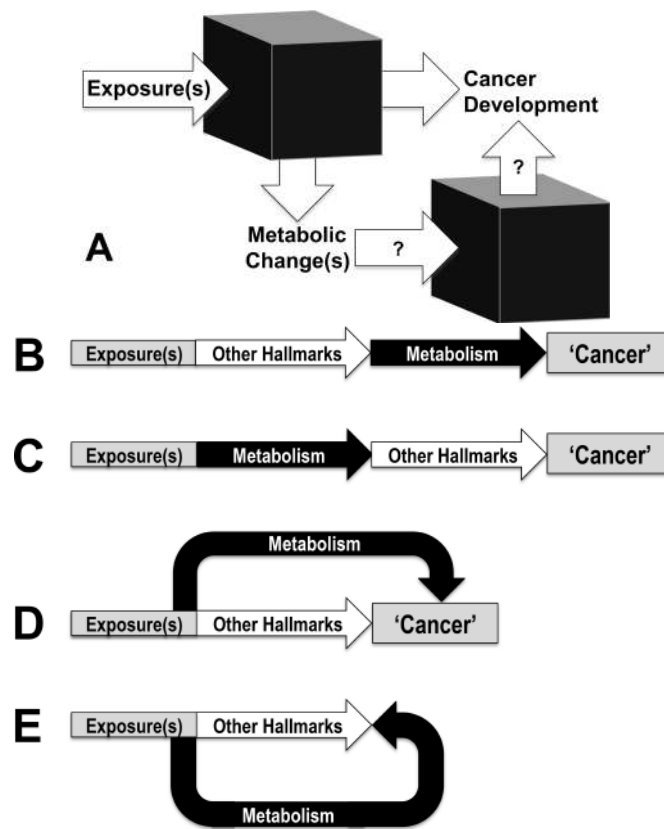 Exposure(s)
Cancer
Development
?
Metabolic
Change(s)
?
A
B
Exposure(s) Other Hallmarks Metabolism 'Cancer'
C
Exposure(s) Metabolism Other Hallmarks 'Cancer'
Metabolism
D
Exposure(s) Other Hallmarks 'Cancer'
E
Exposure(s) Other Hallmarks
Metabolism